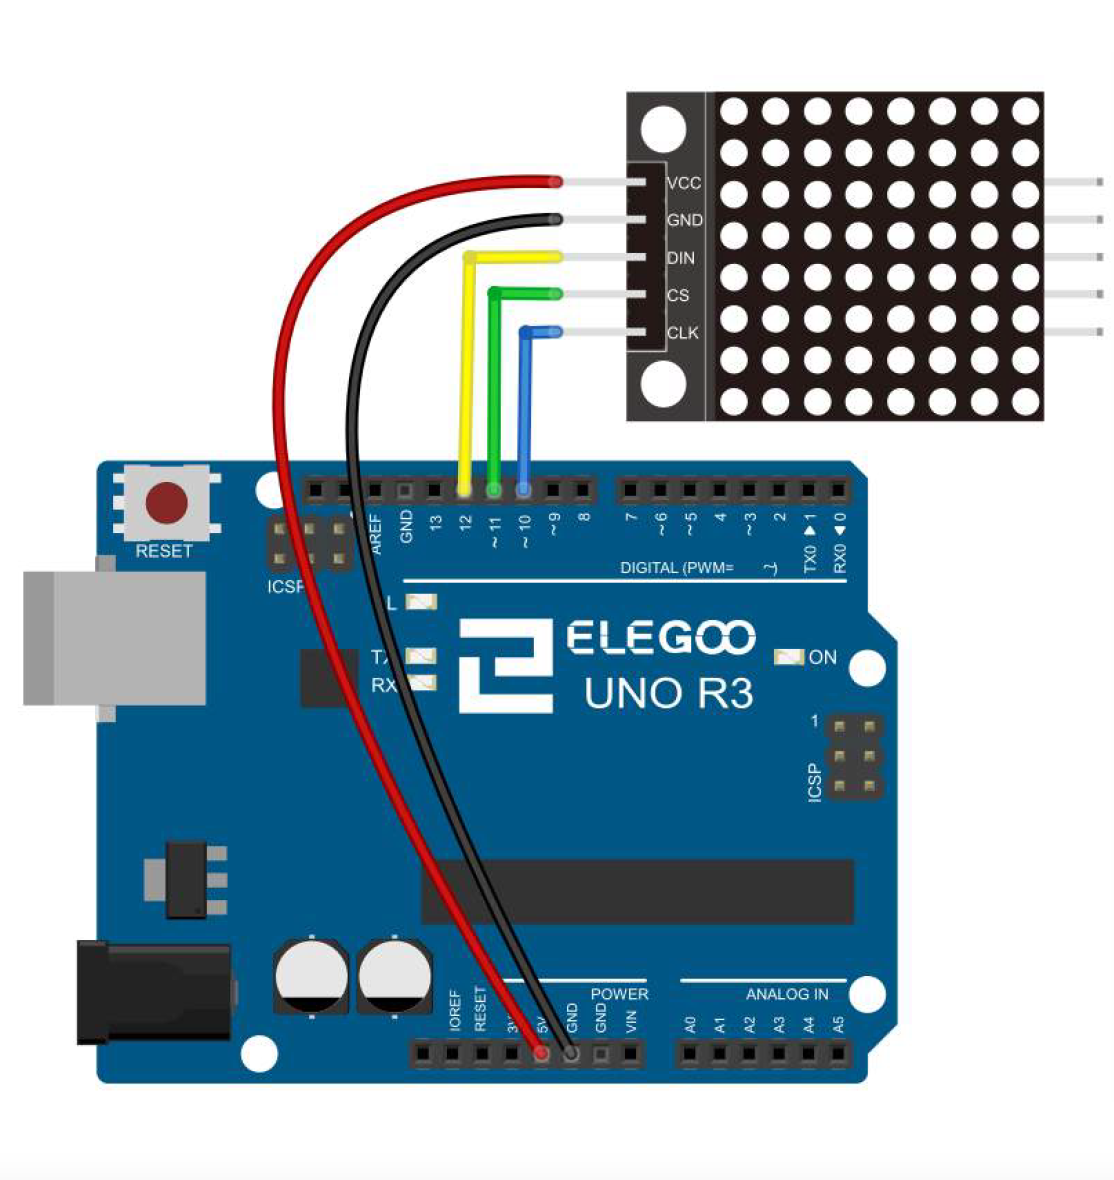 VCC
GND
DIN
CS
CLK
RESET
ICSP
AREF
GND
13
12
~11
~10
~9
8
7
~6
~5
4
~3
2
TX0 ▶ 1
RX0 ◀ 0
DIGITAL (PWM= ~)
L
TX
RX
ELEGOO
UNO R3
ON
1
ICSP
POWER
ANALOG IN
IOREF
RESET
5V
GND
GND
VIN
A0
A1
A2
A3
A4
A5